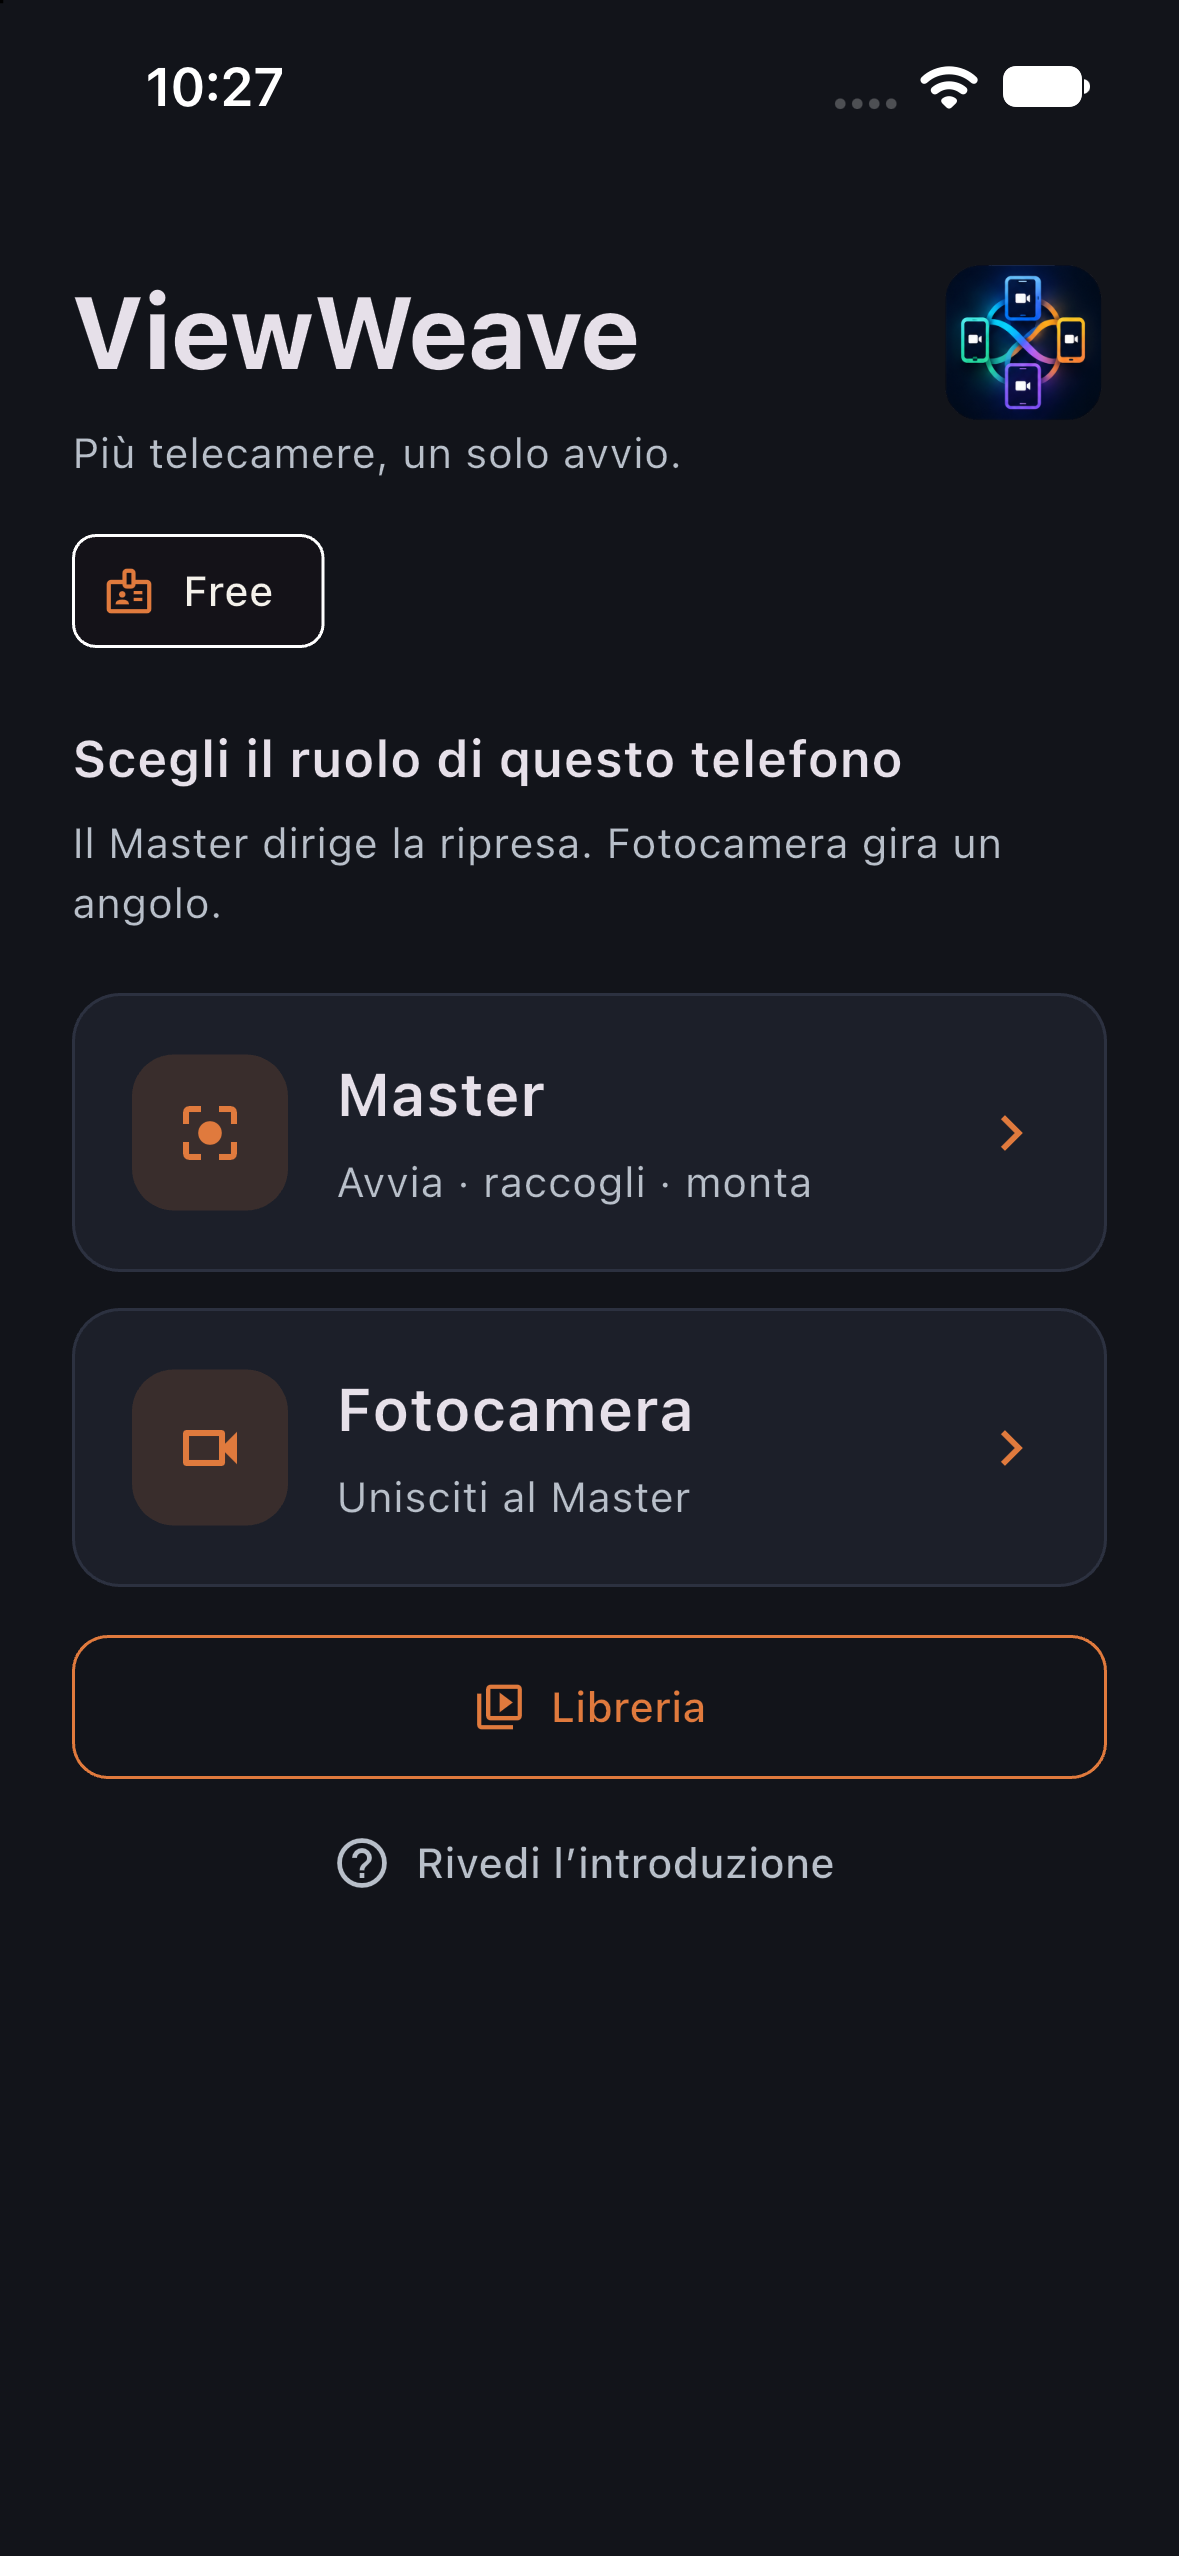 10:27
ViewWeave
Più telecamere, un solo avvio.
Free
Scegli il ruolo di questo telefono
Il Master dirige la ripresa. Fotocamera gira un
angolo.
Master
Avvia · raccogli · monta
Fotocamera
Unisciti al Master
Libreria
Rivedi l’introduzione